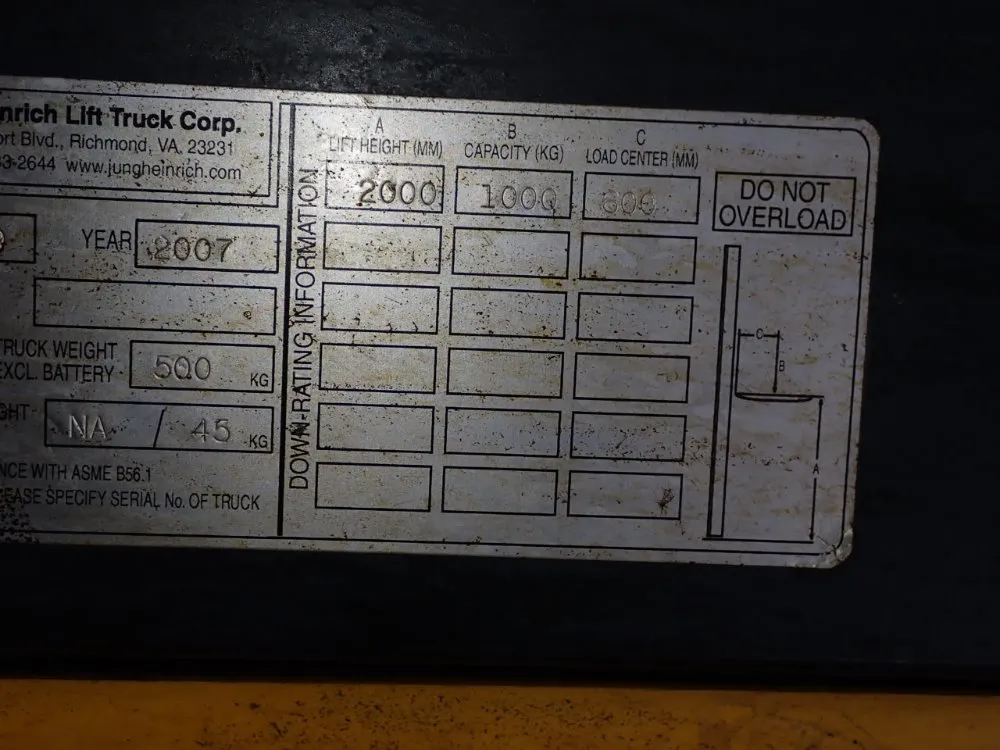 nrich Lift Truck Corp.
ort Blvd., Richmond, VA. 23231
33-2644 www.jungheinrich.com
YEAR 2007
TRUCK WEIGHT
EXCL. BATTERY 500 KG
GHT NA / 45 KG
NCE WITH ASME B56.1
EASE SPECIFY SERIAL No. OF TRUCK
DOWN-RATING INFORMATION
A B C
LIFT HEIGHT (MM) CAPACITY (KG) LOAD CENTER (MM)
2000 1000 600
DO NOT
OVERLOAD
C
B
A